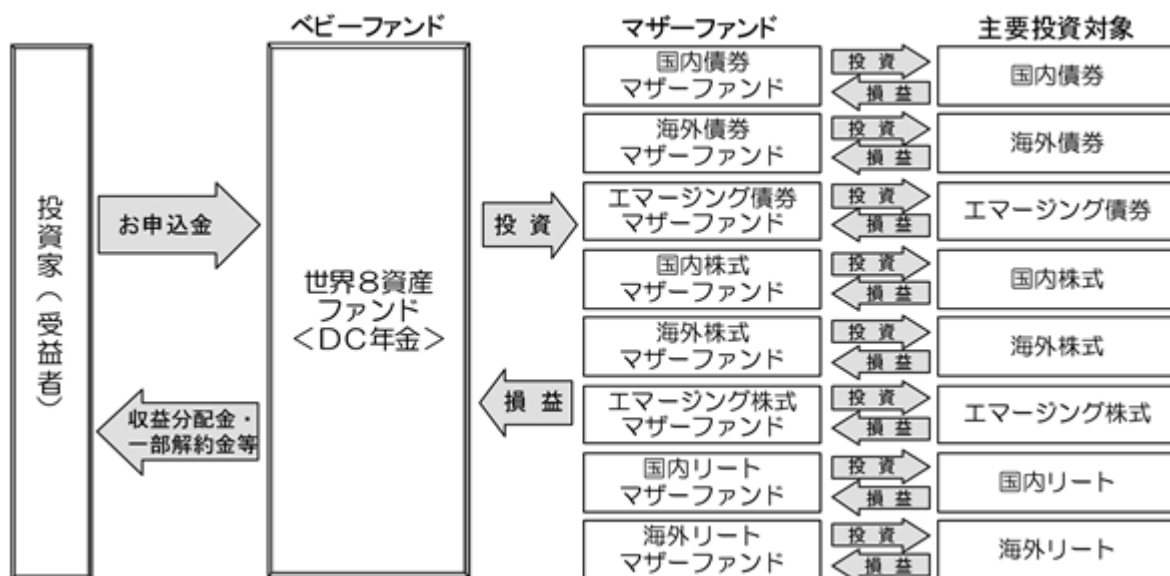 ベビーファンド
マザーファンド
主要投資対象
投資家（受益者）
お申込金
収益分配金・
一部解約金等
世界８資産
ファンド
＜ＤＣ年金＞
投 資
損 益
国内債券
マザーファンド
投 資
損 益
国内債券
海外債券
マザーファンド
投 資
損 益
海外債券
エマージング債券
マザーファンド
投 資
損 益
エマージング債券
国内株式
マザーファンド
投 資
損 益
国内株式
海外株式
マザーファンド
投 資
損 益
海外株式
エマージング株式
マザーファンド
投 資
損 益
エマージング株式
国内リート
マザーファンド
投 資
損 益
国内リート
海外リート
マザーファンド
投 資
損 益
海外リート